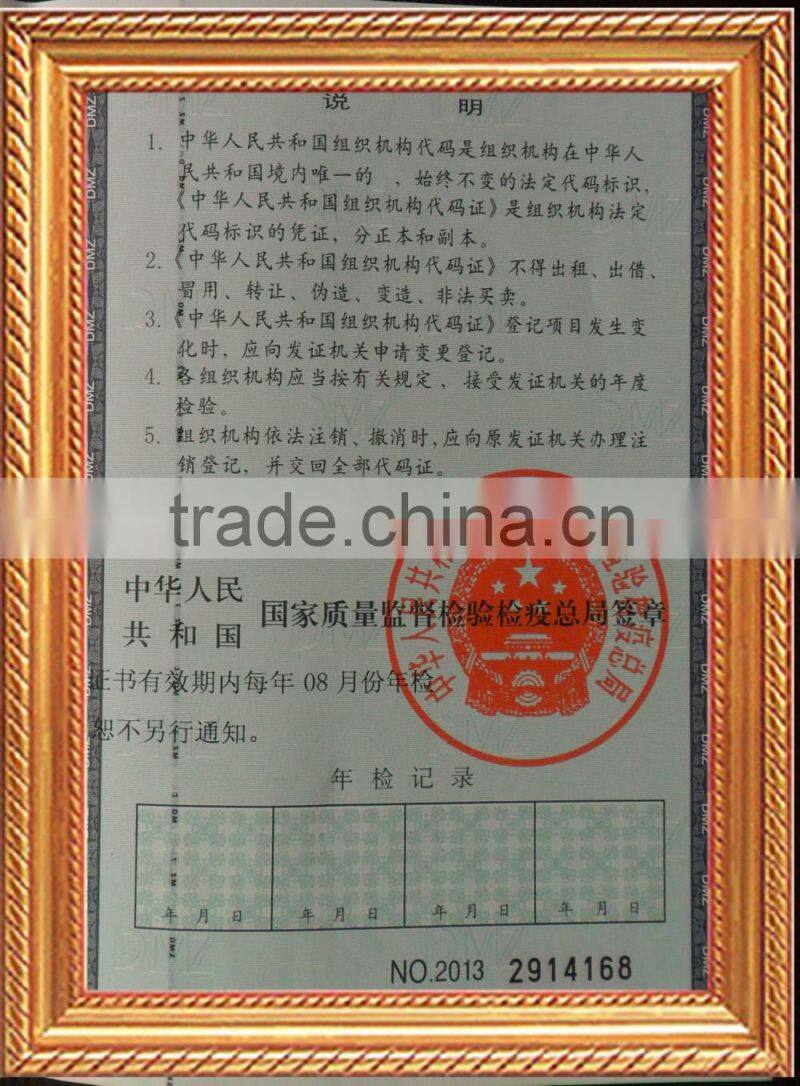 说 明
1. 中华人民共和国组织机构代码是组织机构在中华人
民共和国境内唯一的 ，始终不变的法定代码标识，
《中华人民共和国组织机构代码证》是组织机构法定
代码标识的凭证，分正本和副本。
2.《中华人民共和国组织机构代码证》不得出租、出借、
冒用、转让、伪造、变造、非法买卖。
3.《中华人民共和国组织机构代码证》登记项目发生变
化时，应向发证机关申请变更登记。
4. 各组织机构应当按有关规定，接受发证机关的年度
检验。
5. 组织机构依法注销、撤消时，应向原发证机关办理注
销登记，并交回全部代码证。
trade.china.cn
中华人民
共和国
国家质量监督检验检疫总局签章
中华人民共 检验检疫总局
证书有效期内每年 08 月份年检
恕不另行通知。
年检记录
年 月 日 年 月 日 年 月 日 年 月 日
NO.2013 2914168
DMZ